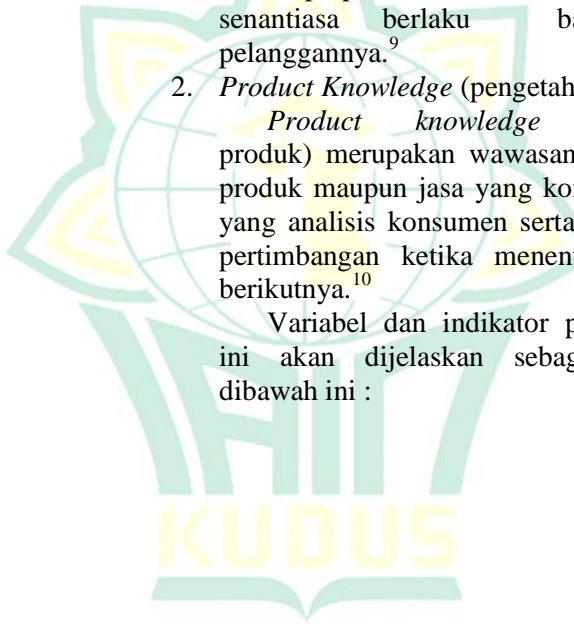 senantiasa berlaku ba
pelanggannya.9
2. Product Knowledge (pengetah
Product knowledge
produk) merupakan wawasan
produk maupun jasa yang ko
yang analisis konsumen serta
pertimbangan ketika menen
berikutnya.10
Variabel dan indikator p
ini akan dijelaskan sebag
dibawah ini :
IAIN
KUDUS